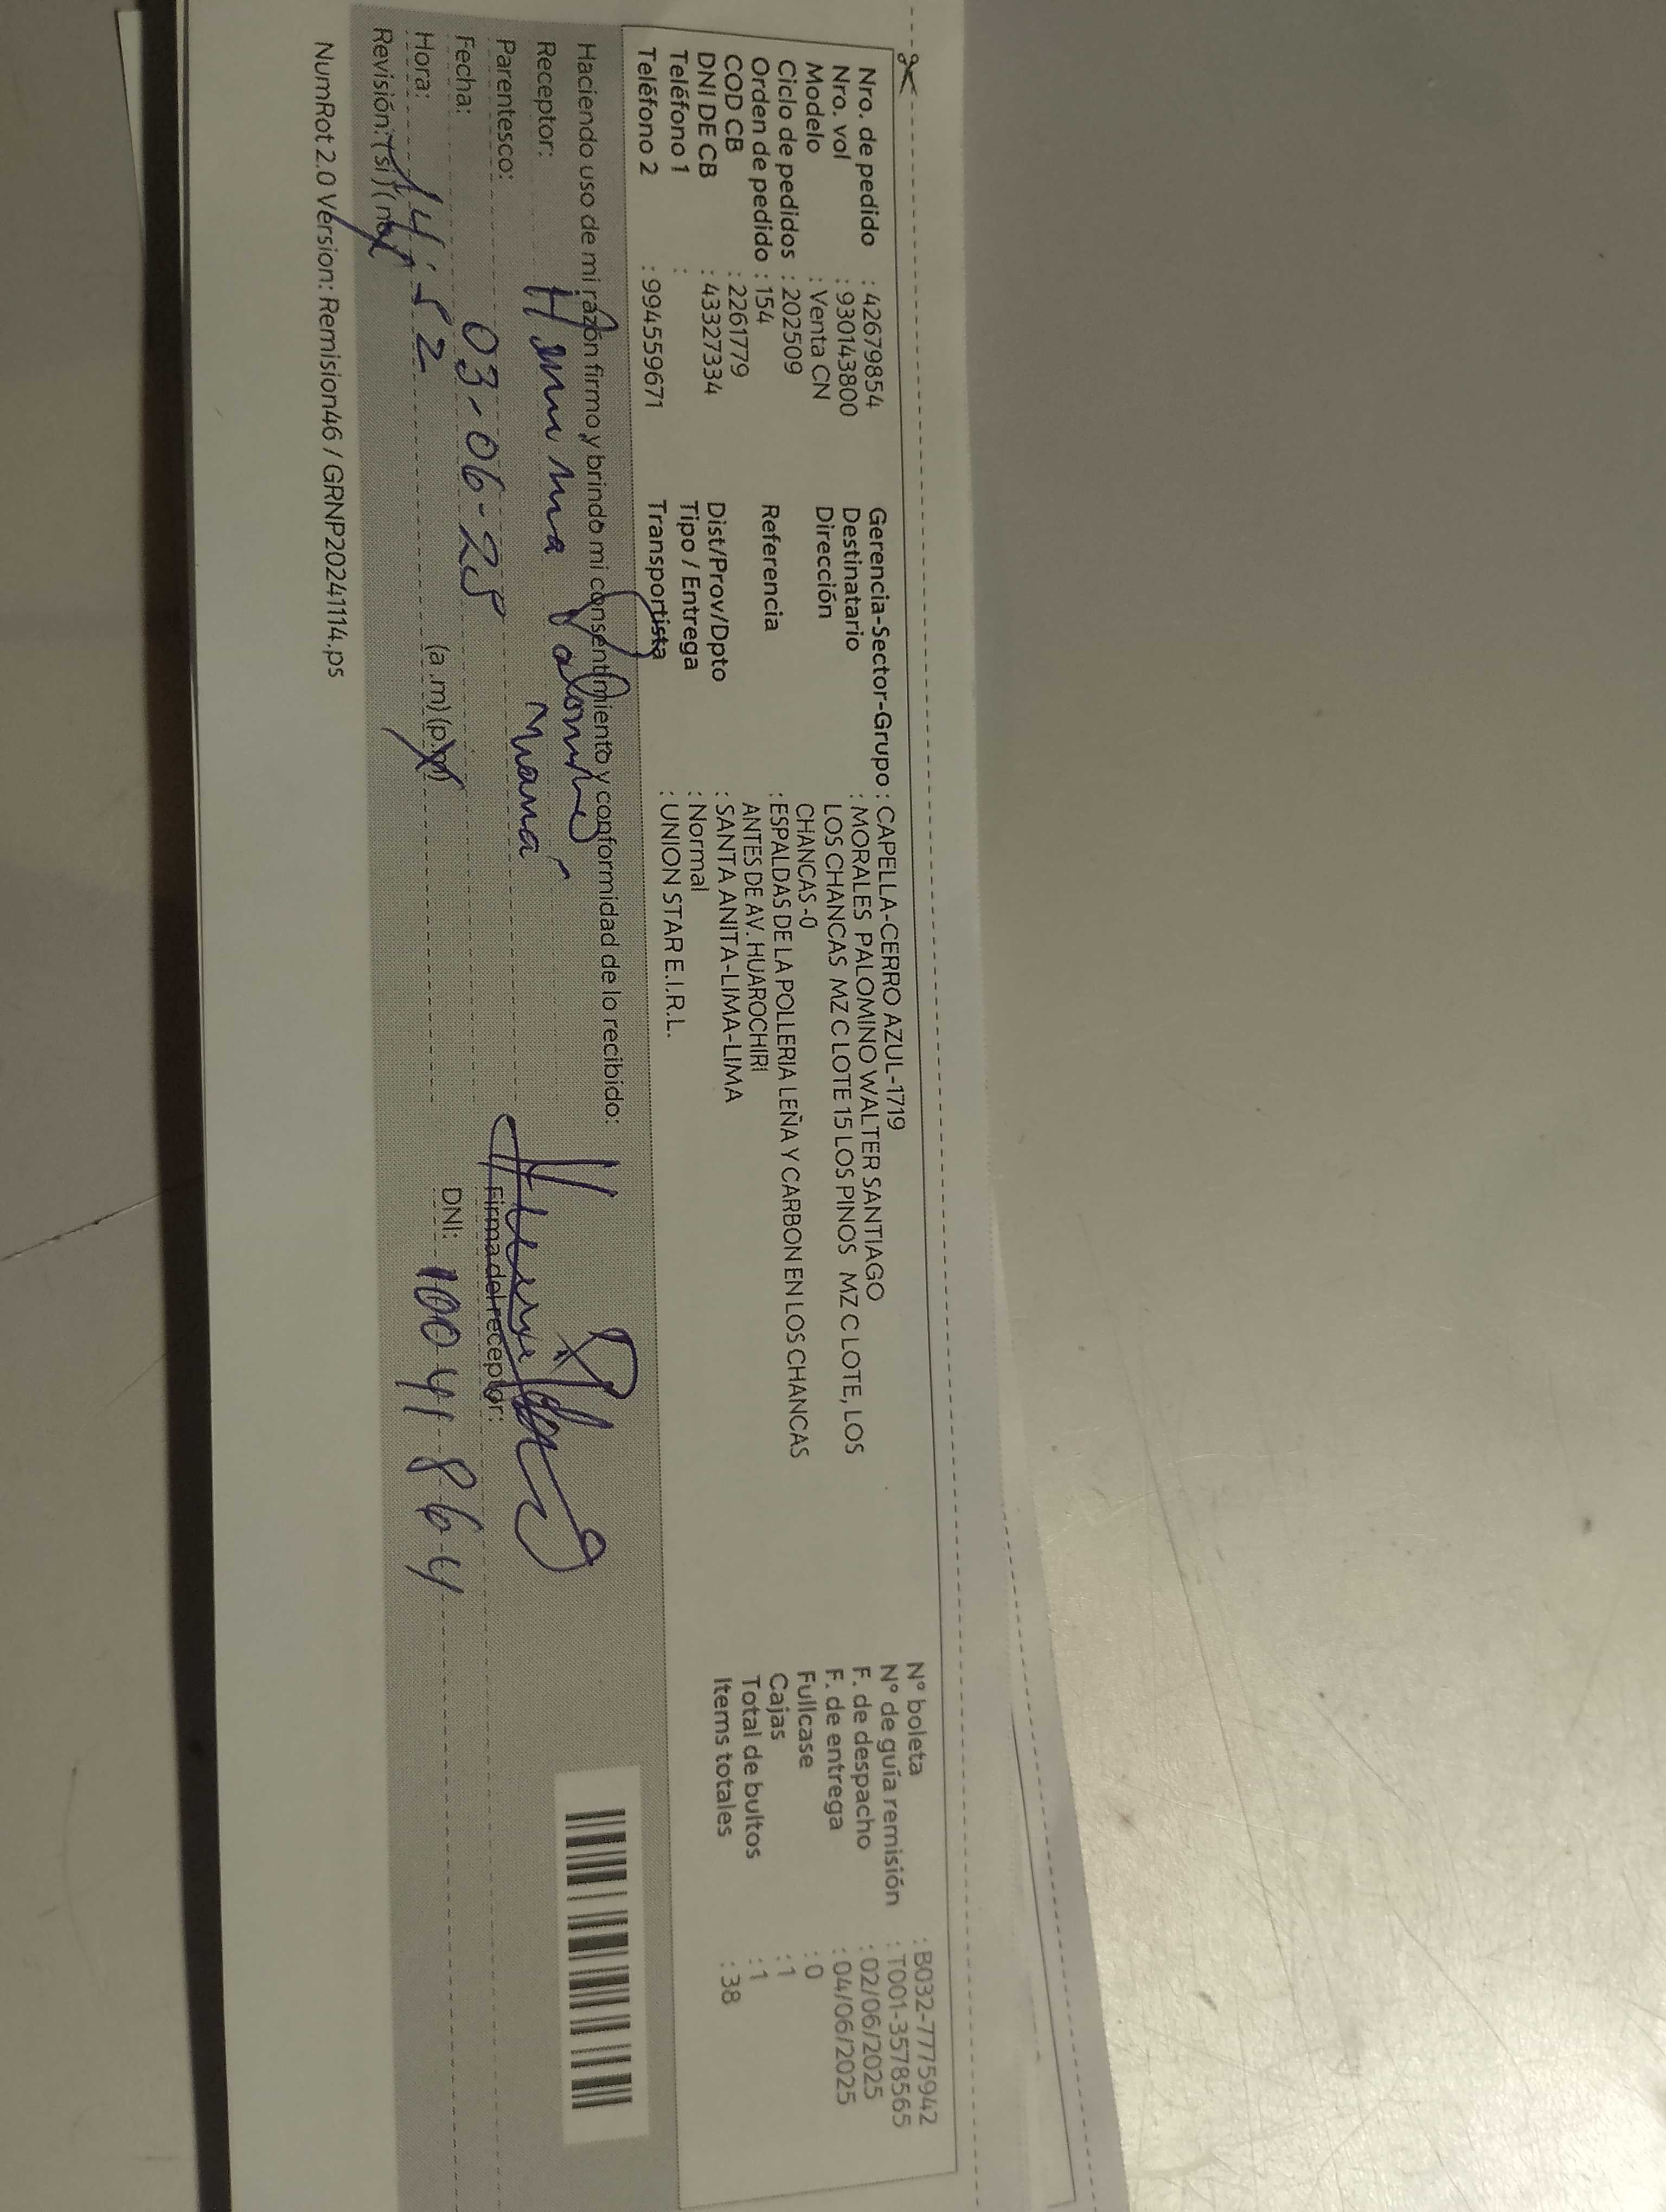 Nro. de pedido : 42679854
Nro. vol : 930143800
Modelo : Venta CN
Ciclo de pedidos : 202509
Orden de pedido : 154
COD CB : 2261779
DNI DE CB : 43327334
Teléfono 1 :
Teléfono 2 : 994559671
Gerencia-Sector-Grupo : CAPELLA-CERRO AZUL-1719
Destinatario : MORALES PALOMINO WALTER SANTIAGO
Dirección LOS CHANCAS MZ C LOTE 15 LOS PINOS MZ C LOTE, LOS
CHANCAS -0
Referencia : ESPALDAS DE LA POLLERIA LEÑA Y CARBON EN LOS CHANCAS
ANTES DE AV. HUAROCHIRI
Dist/Prov/Dpto : SANTA ANITA-LIMA-LIMA
Tipo / Entrega : Normal
Transportista : UNION STAR E.I.R.L.
N° boleta : B032-7775942
N° de guía remisión : T001-3578565
F. de despacho : 02/06/2025
F. de entrega : 04/06/2025
Fullcase : 0
Cajas : 1
Total de bultos : 1
Items totales : 38
Haciendo uso de mi razón firmo y brindo mi consentimiento y conformidad de lo recibido:
Receptor:
Parentesco: Mamá
Fecha: 03-06-25
Hora: 14:52 (a.m) (p.m)
Revisión: (si) (no)
Firma del receptor:
DNI: 10041864
NumRot 2.0 Version: Remision46 / GRNP20241114.ps